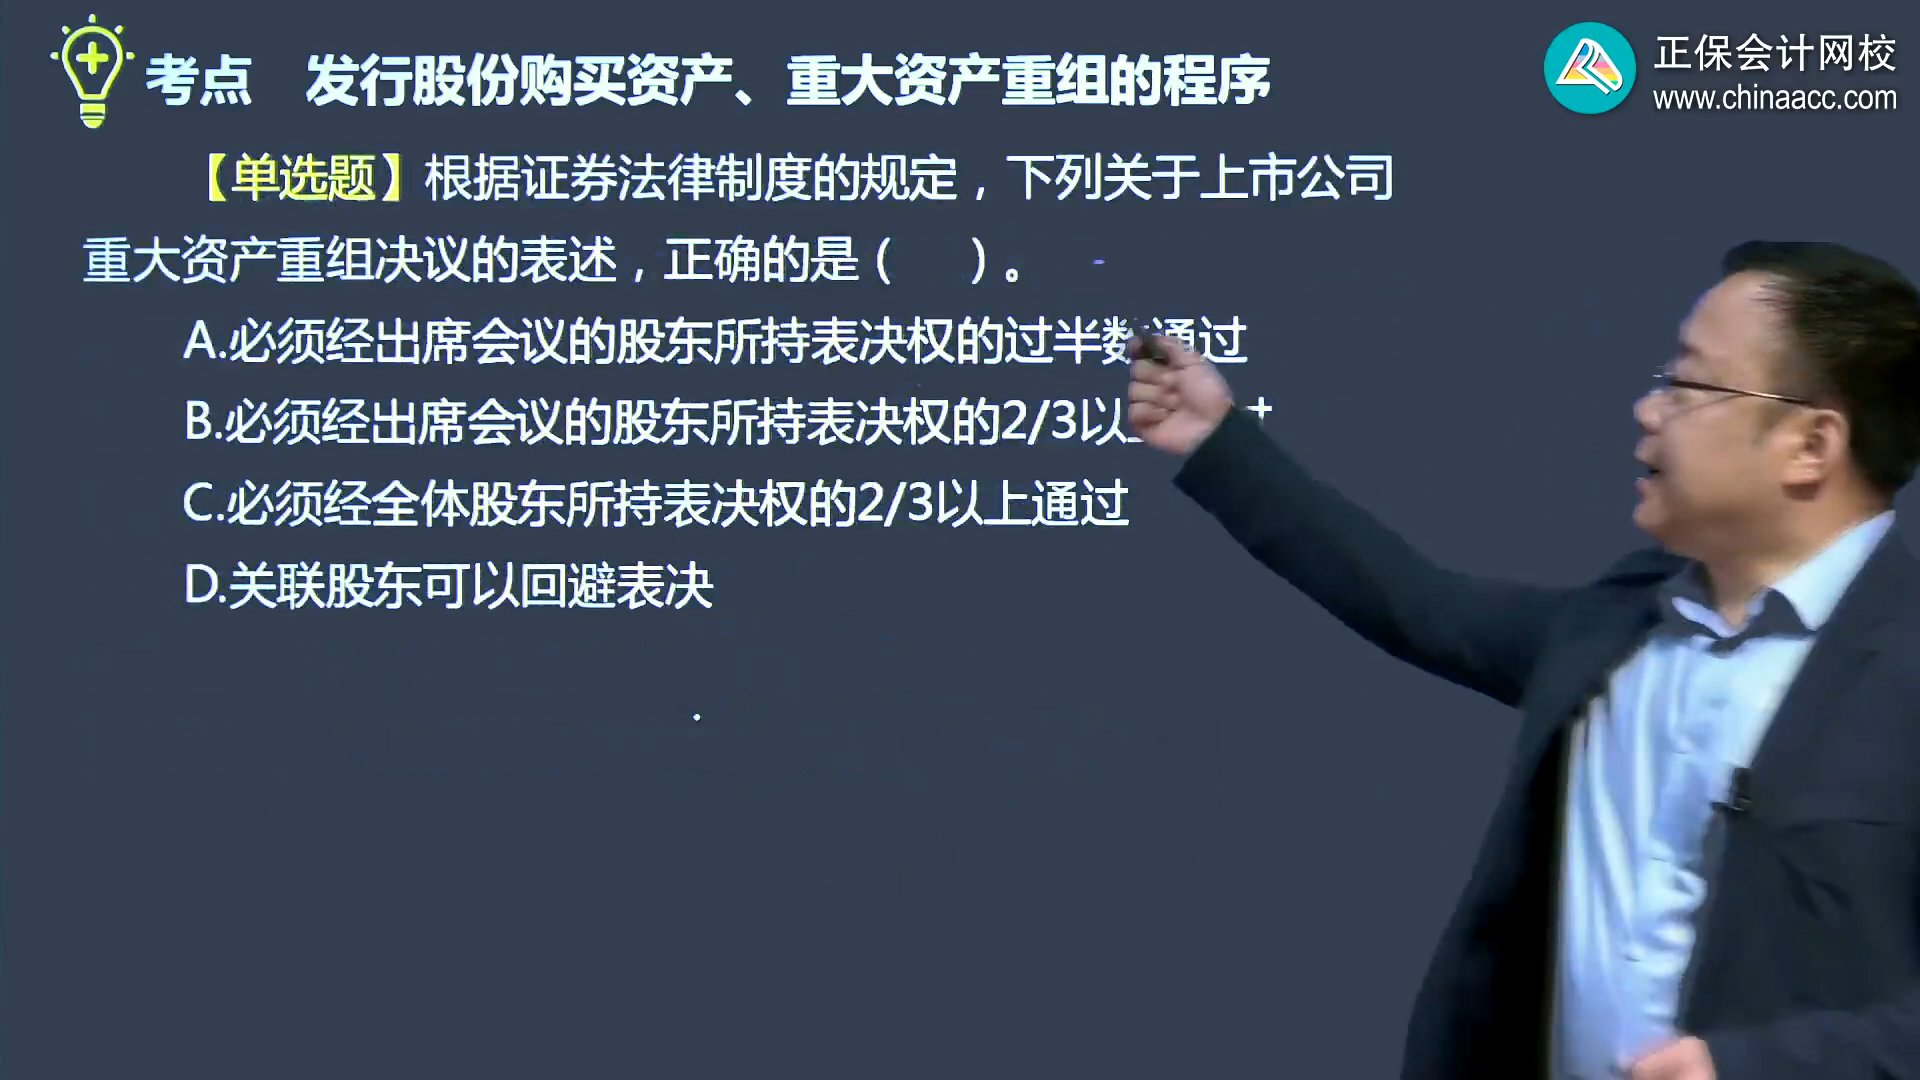 考点 发行股份购买资产、重大资产重组的程序
正保会计网校
www.chinaacc.com
【单选题】根据证券法律制度的规定，下列关于上市公司
重大资产重组决议的表述，正确的是（ ）。
A.必须经出席会议的股东所持表决权的过半数通过
B.必须经出席会议的股东所持表决权的2/3以
C.必须经全体股东所持表决权的2/3以上通过
D.关联股东可以回避表决